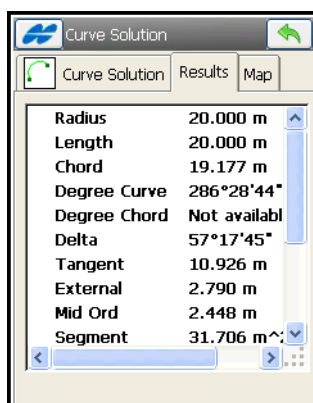 Curve Solution
Curve Solution Results Map
Radius 20.000 m
Length 20.000 m
Chord 19.177 m
Degree Curve 286°28'44"
Degree Chord Not availabl
Delta 57°17'45"
Tangent 10.926 m
External 2.790 m
Mid Ord 2.448 m
Segment 31.706 m^2